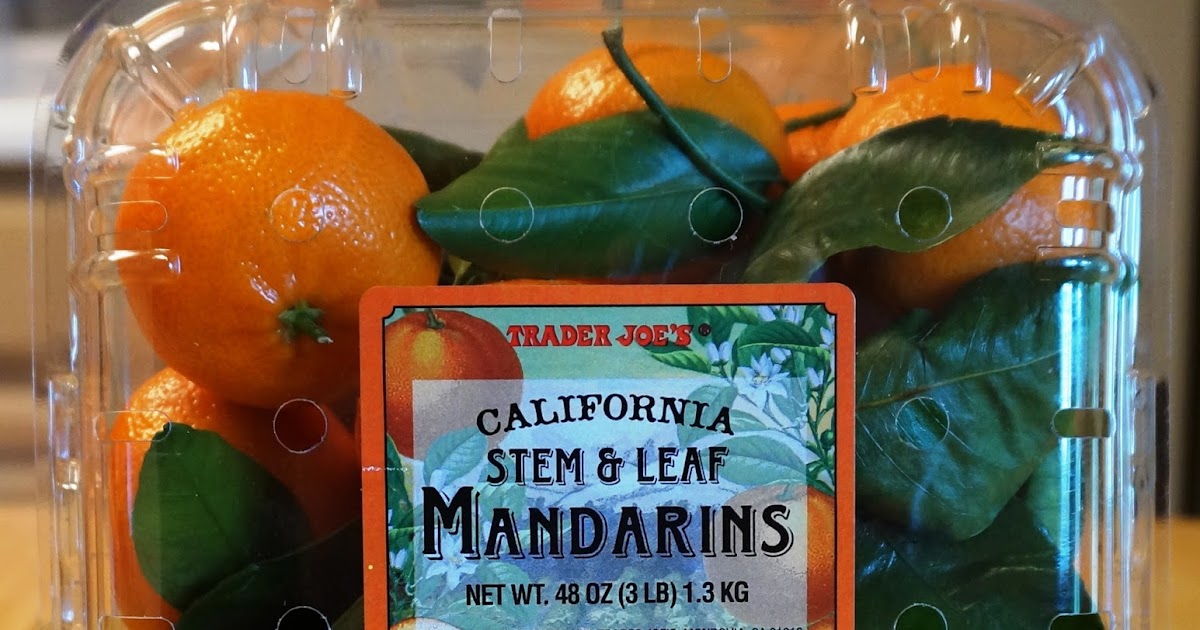 TRADER JOE'S ®
CALIFORNIA
STEM & LEAF
MANDARINS
NET WT. 48 OZ (3 LB) 1.3 KG